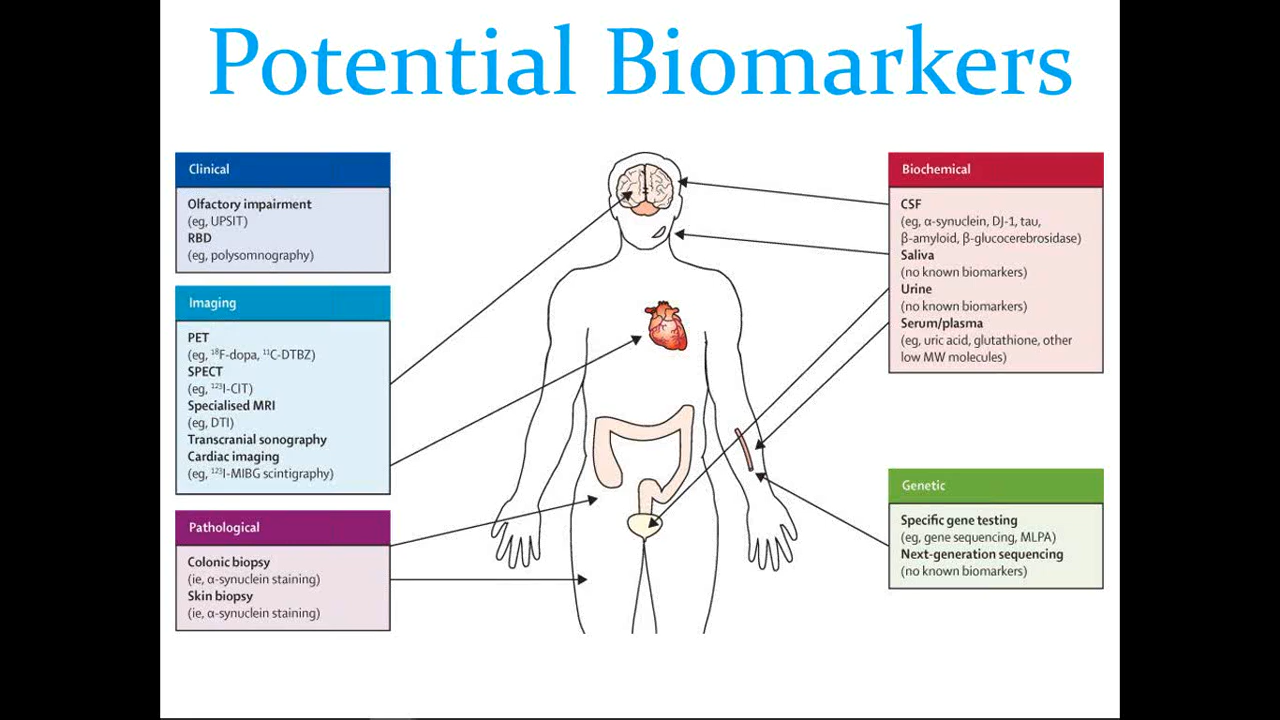 Potential Biomarkers
Clinical
Olfactory impairment
(eg, UPSIT)
RBD
(eg, polysomnography)
Imaging
PET
(eg, ¹⁸F-dopa, ¹¹C-DTBZ)
SPECT
(eg, ¹²³I-CIT)
Specialised MRI
(eg, DTI)
Transcranial sonography
Cardiac imaging
(eg, ¹²³I-MIBG scintigraphy)
Pathological
Colonic biopsy
(ie, α-synuclein staining)
Skin biopsy
(ie, α-synuclein staining)
Biochemical
CSF
(eg, α-synuclein, DJ-1, tau,
β-amyloid, β-glucocerebrosidase)
Saliva
(no known biomarkers)
Urine
(no known biomarkers)
Serum/plasma
(eg, uric acid, glutathione, other
low MW molecules)
Genetic
Specific gene testing
(eg, gene sequencing, MLPA)
Next-generation sequencing
(no known biomarkers)